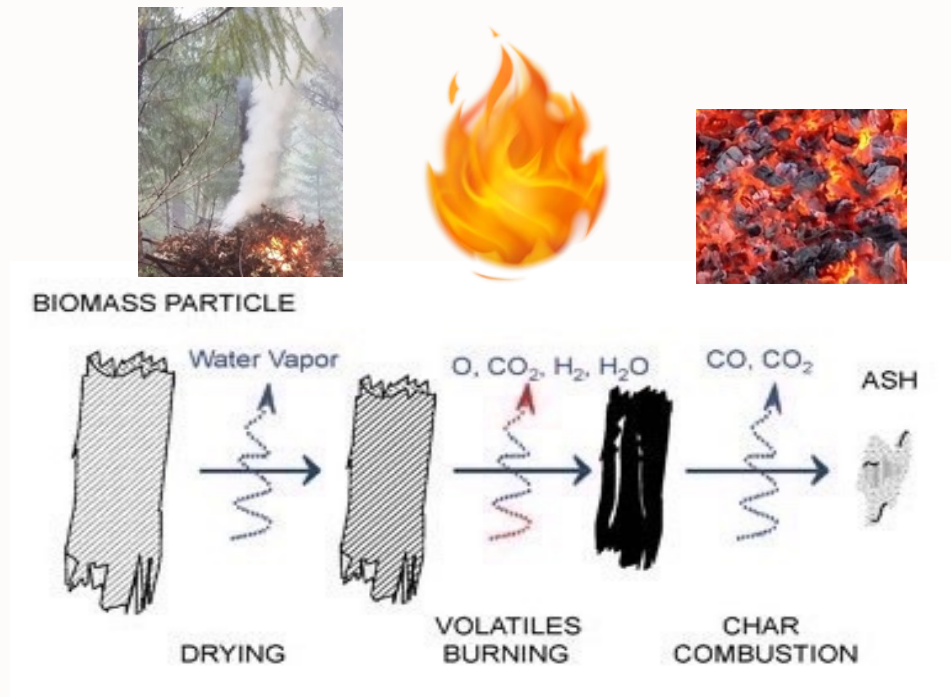 BIOMASS PARTICLE
Water Vapor
O, CO₂, H₂, H₂O
CO, CO₂
ASH
DRYING
VOLATILES
BURNING
CHAR
COMBUSTION